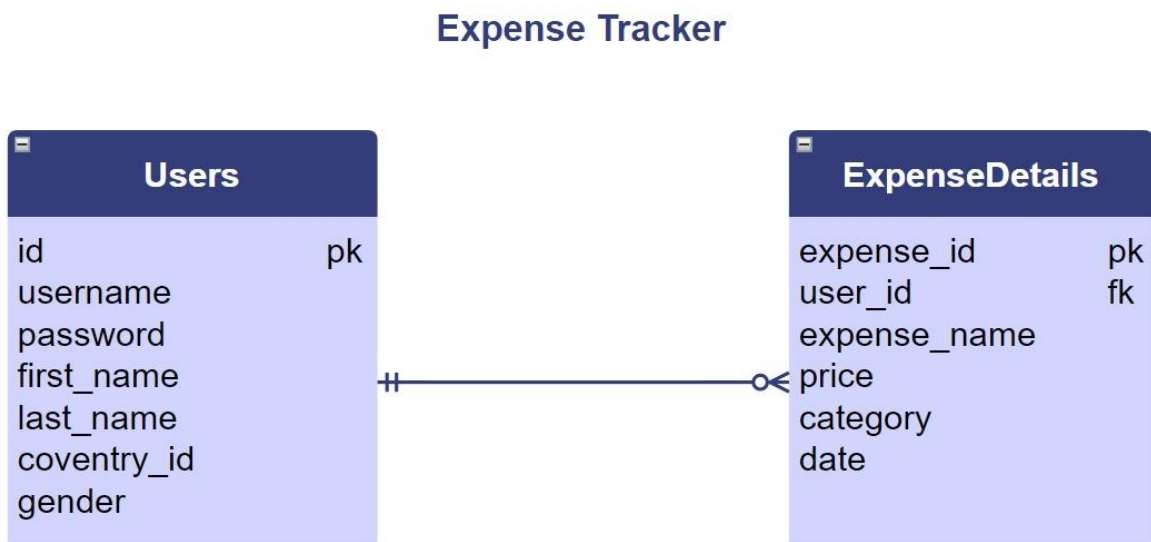 Expense Tracker
Users
id pk
username
password
first_name
last_name
coventry_id
gender
ExpenseDetails
expense_id pk
user_id fk
expense_name
price
category
date